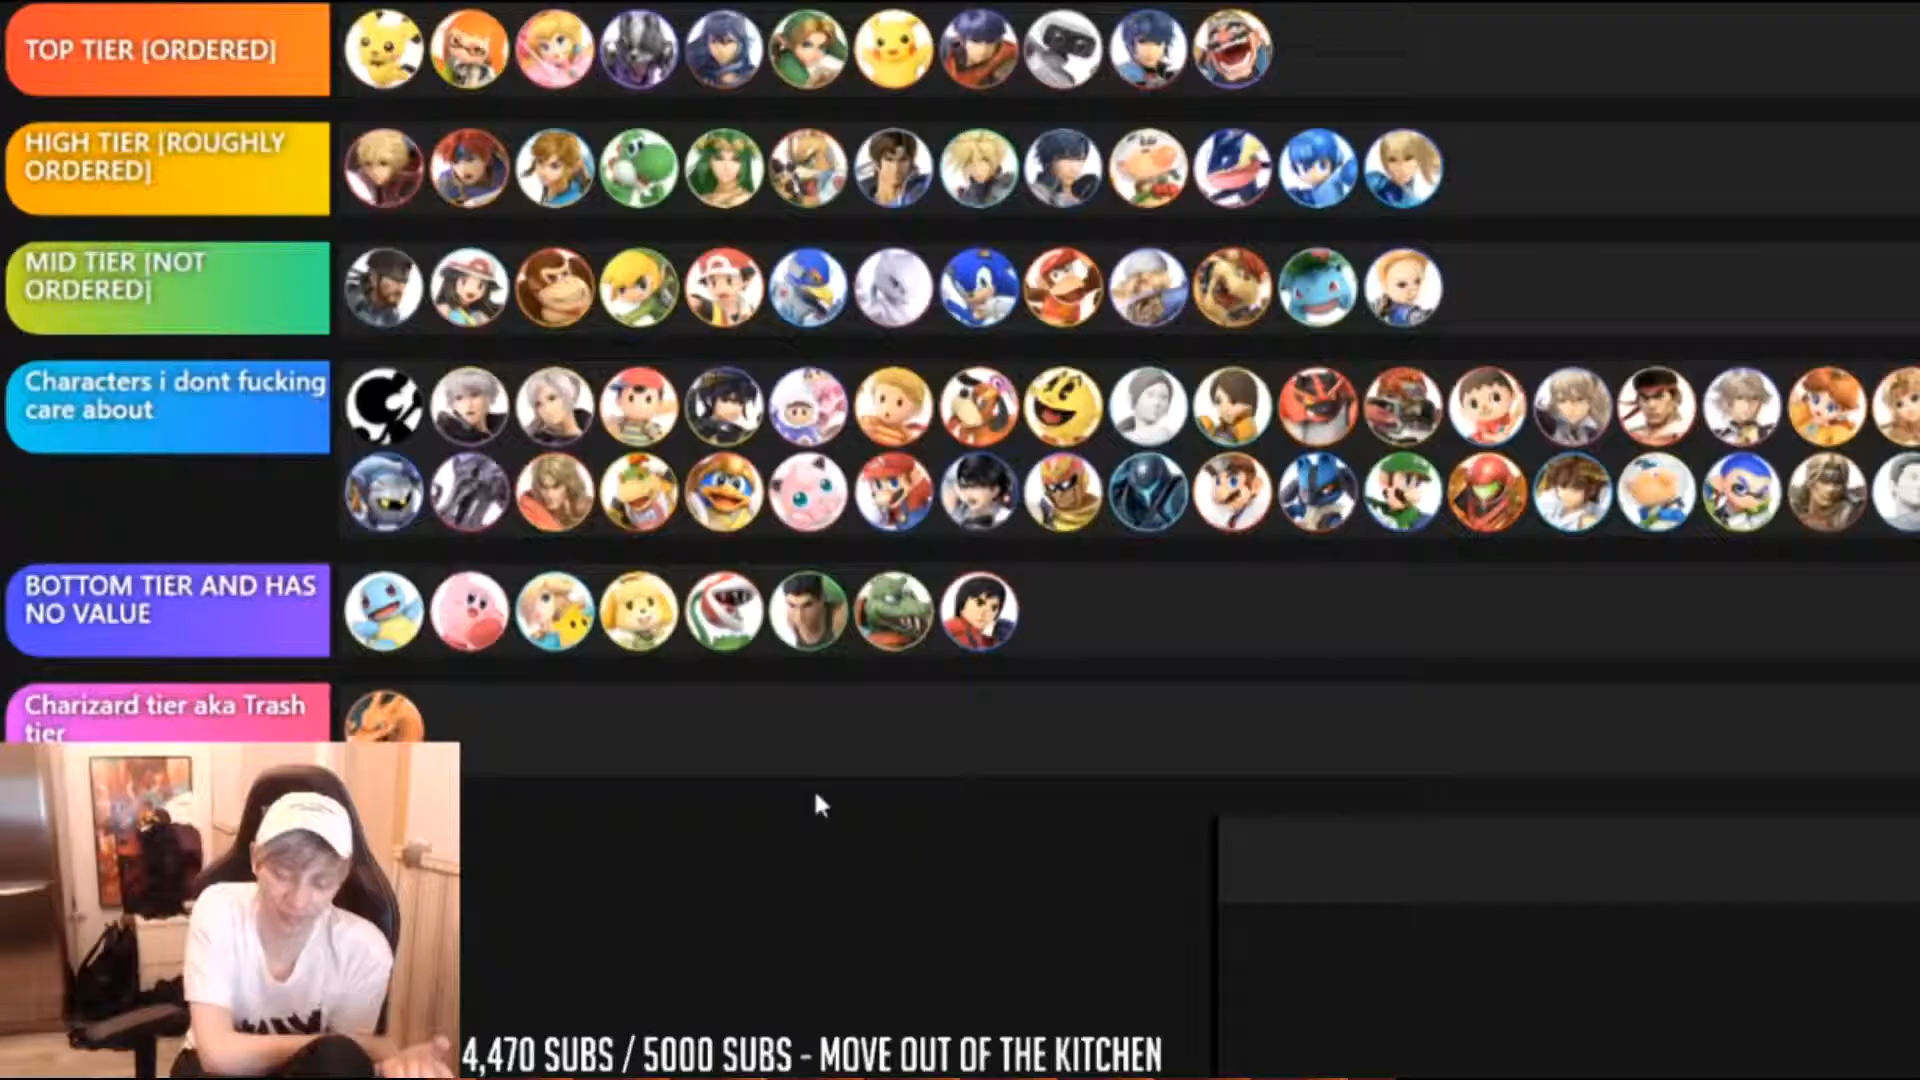 TOP TIER [ORDERED]
HIGH TIER [ROUGHLY
ORDERED]
MID TIER [NOT
ORDERED]
Characters i dont fucking
care about
BOTTOM TIER AND HAS
NO VALUE
Charizard tier aka Trash
tier
4,470 SUBS / 5000 SUBS - MOVE OUT OF THE KITCHEN